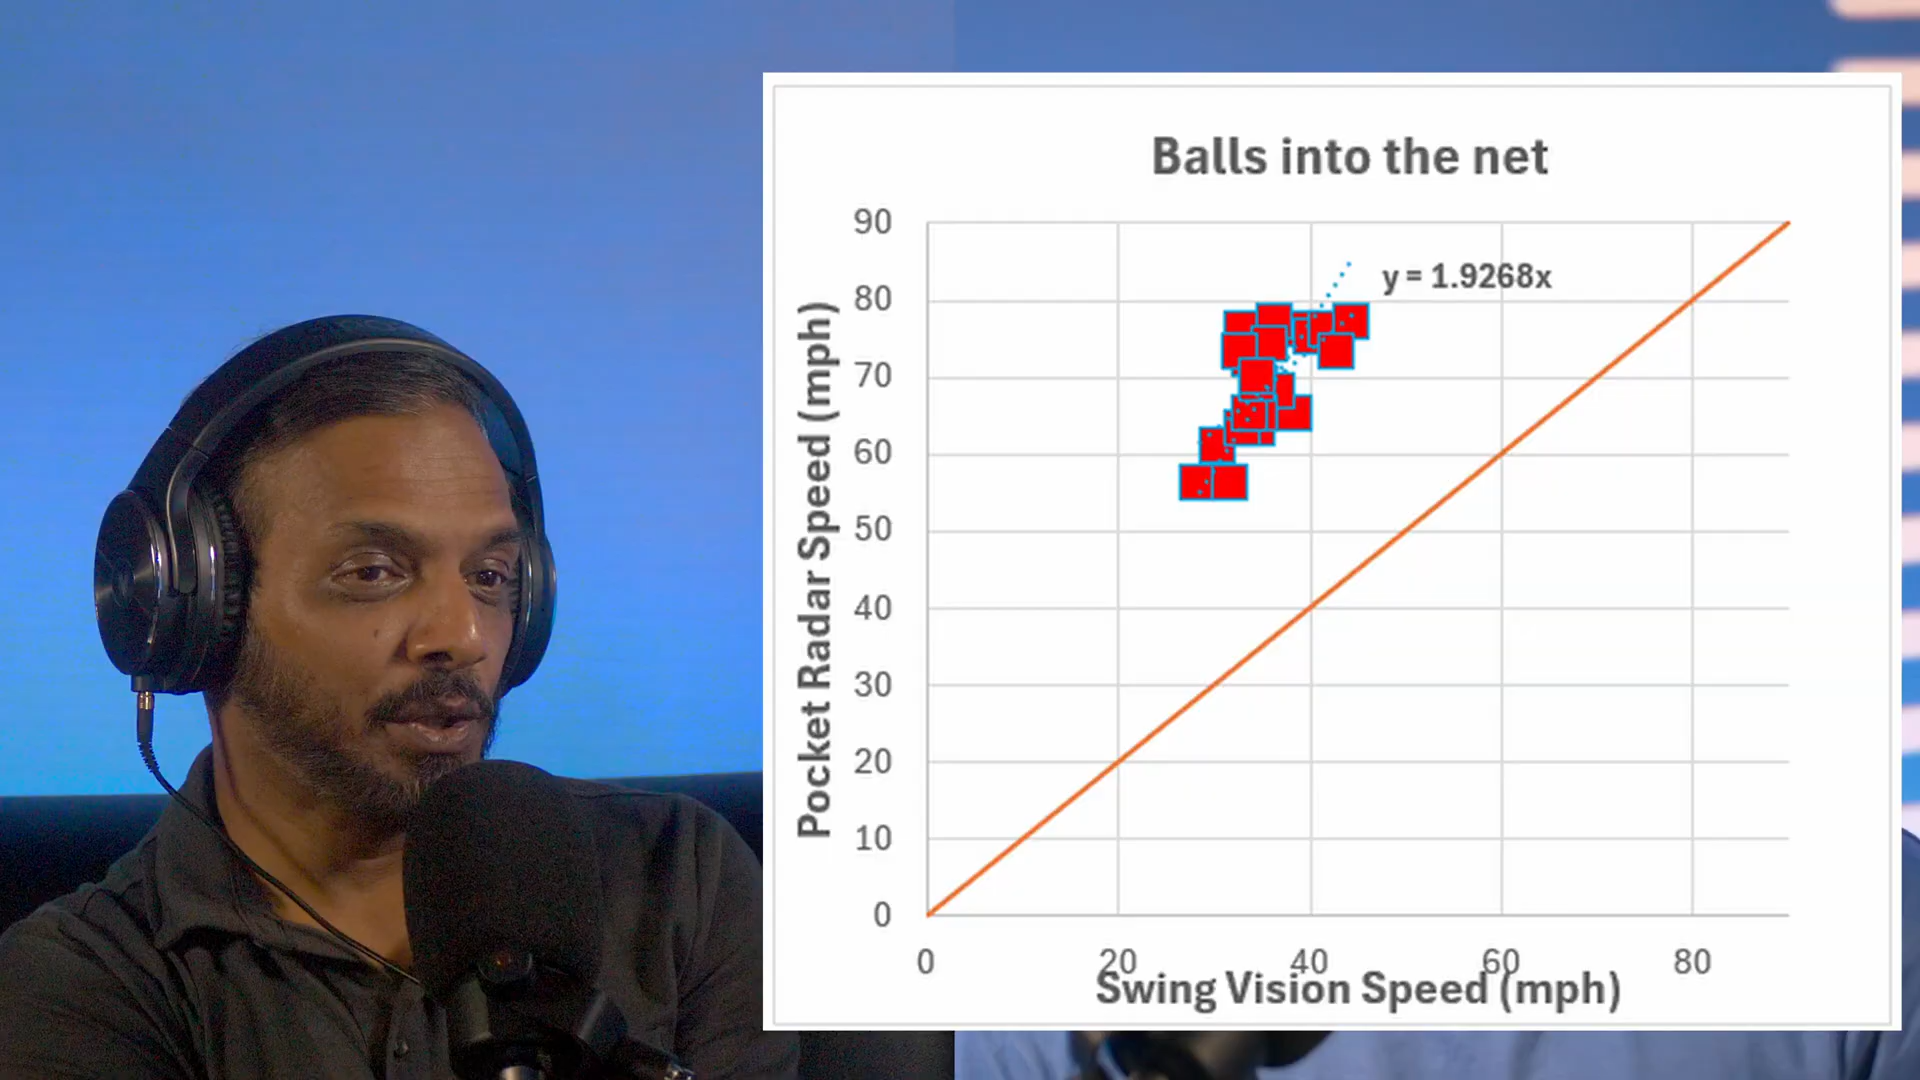 Balls into the net
y = 1.9268x
Pocket Radar Speed (mph)
90
80
70
60
50
40
30
20
10
0
0 20 40 60 80
Swing Vision Speed (mph)